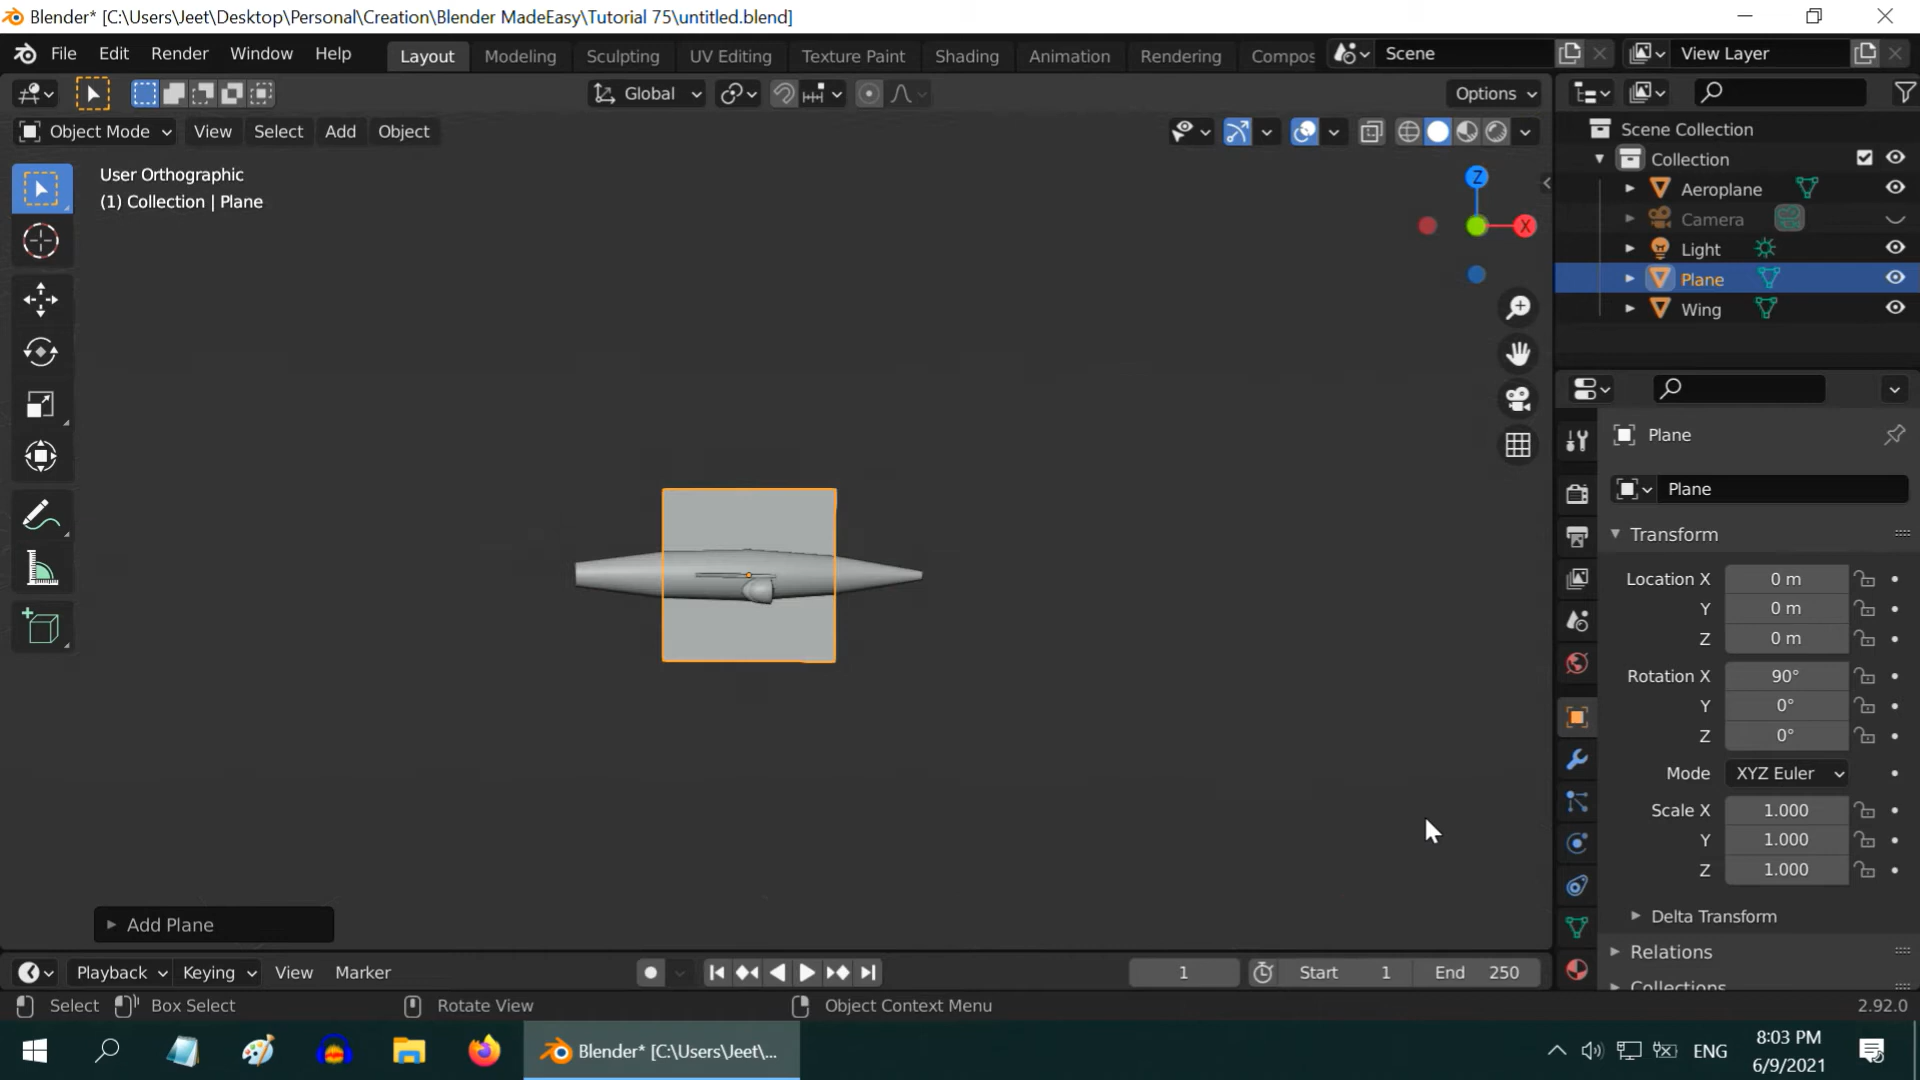 Blender* [C:\Users\Jeet\Desktop\Personal\Creation\Blender MadeEasy\Tutorial 75\untitled.blend]
File Edit Render Window Help Layout Modeling Sculpting UV Editing Texture Paint Shading Animation Rendering Compos Scene View Layer
Global Options
Object Mode View Select Add Object
User Orthographic
(1) Collection | Plane
Z
X
Scene Collection
Collection
Aeroplane
Camera
Light
Plane
Wing
Plane
Plane
Transform
Location X 0 m
Y 0 m
Z 0 m
Rotation X 90°
Y 0°
Z 0°
Mode XYZ Euler
Scale X 1.000
Y 1.000
Z 1.000
Delta Transform
Relations
Collections
Add Plane
Playback Keying View Marker 1 Start 1 End 250
Select Box Select Rotate View Object Context Menu 2.92.0
Blender* [C:\Users\Jeet\...
ENG
8:03 PM
6/9/2021